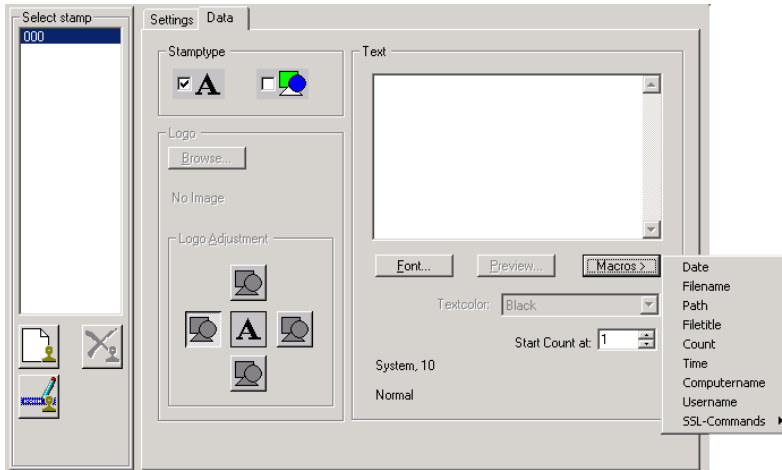 Select stamp
000
Settings
Data
Stamptype
A
Logo
Browse...
No Image
Logo Adjustment
A
Text
Font...
Preview...
Macros >
Textcolor:
Black
Start Count at:
1
System, 10
Normal
Date
Filename
Path
Filetitle
Count
Time
Computername
Username
SSL-Commands